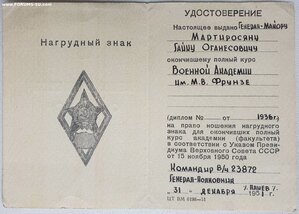 www.FORUMS-su.com
Нагрудный знак
УДОСТОВЕРЕНИЕ
Настоящее выдано Генерал-Майору
Мартиросяну
Гайку Оганесовичу
окончившему полный курс
Военной Академии
им. М.В. Фрунзе
(диплом № от 1936г)
на право ношения нагрудного
знака для окончивших полный
курс академии (факультета)
в соответствии с Указом Прези-
диума Верховного Совета СССР
от 15 ноября 1950 года
Командир в/ч 23872
Генерал-Полковник
31 декабря 1951 г.